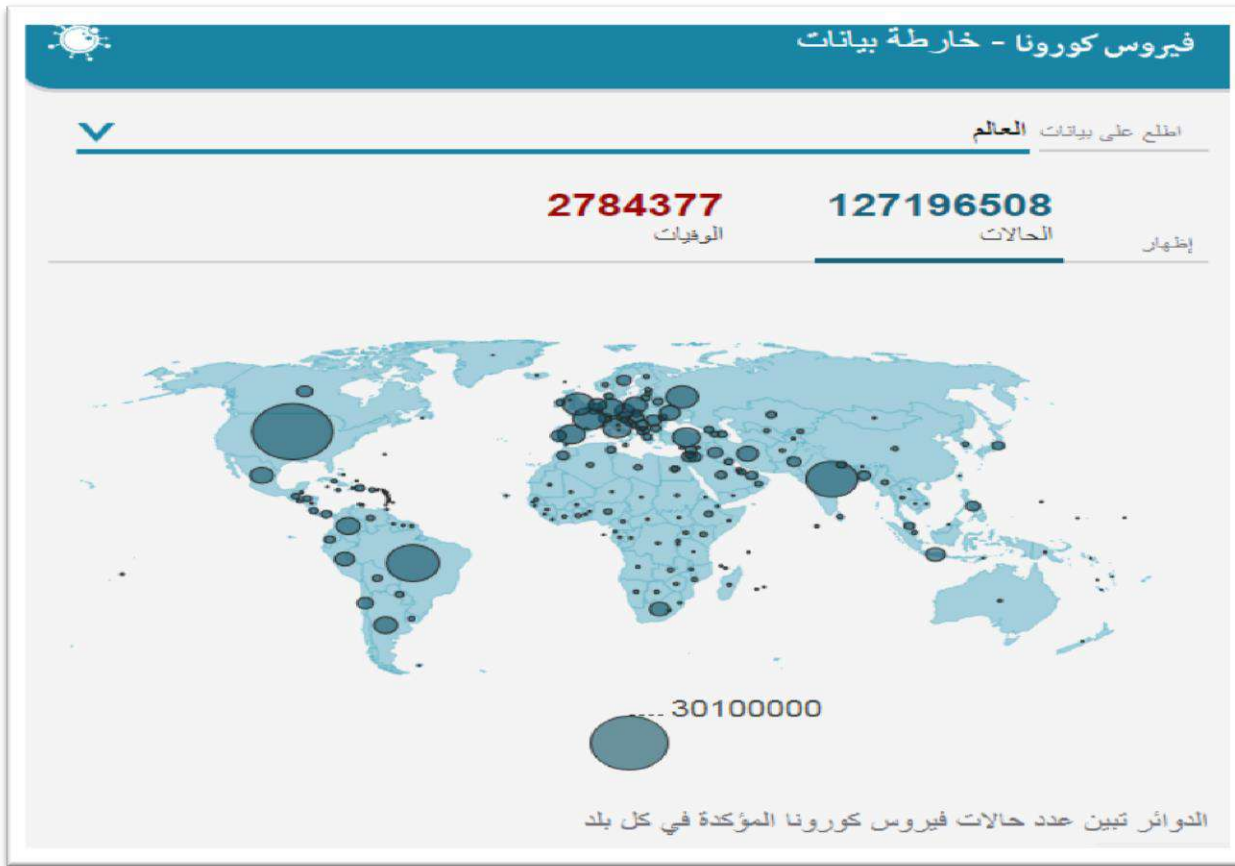 فيروس كورونا - خارطة بيانات
اطلع على بيانات العالم
127196508 2784377
إظهار الحالات الوفيات
30100000
الدوائر تبين عدد حالات فيروس كورونا المؤكدة في كل بلد